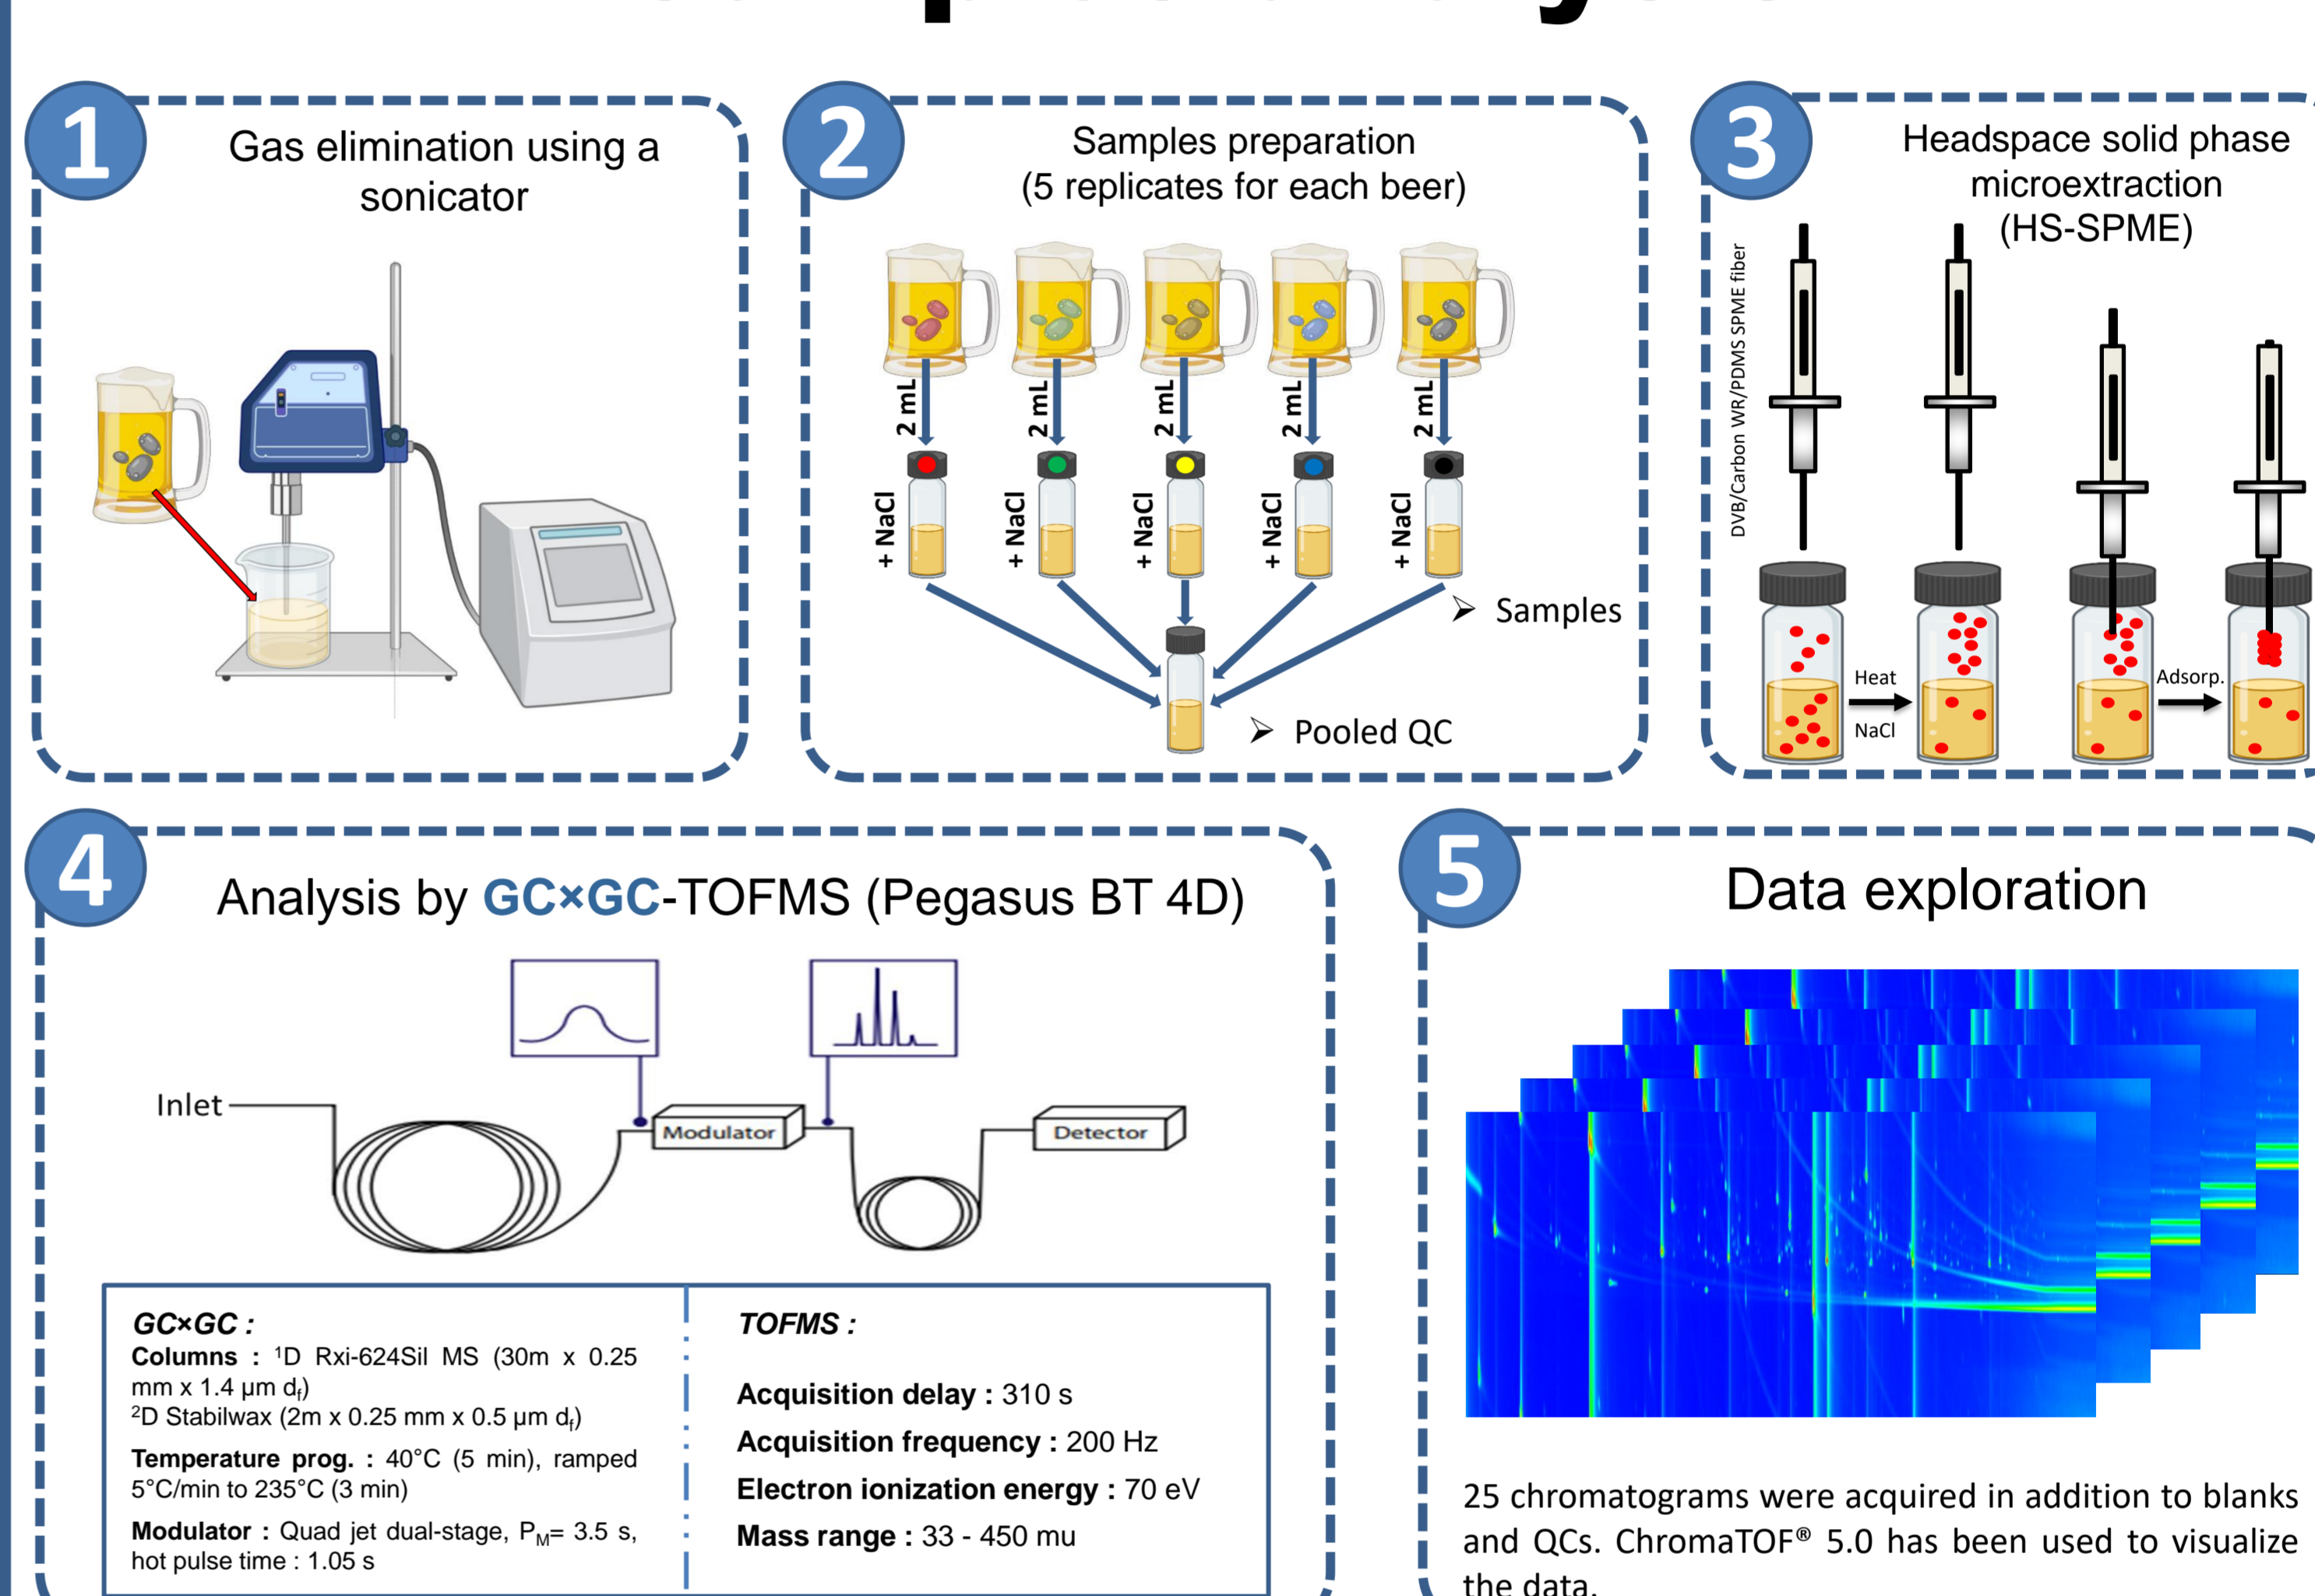 1
Gas elimination using a
sonicator
2
Samples preparation
(5 replicates for each beer)
2 mL
2 mL
2 mL
2 mL
2 mL
+ NaCl
+ NaCl
+ NaCl
+ NaCl
+ NaCl
➢ Samples
➢ Pooled QC
3
Headspace solid phase
microextraction
(HS-SPME)
DVB/Carbon WR/PDMS SPME fiber
Heat
NaCl
Adsorp.
4
Analysis by GC×GC-TOFMS (Pegasus BT 4D)
Inlet
Modulator
Detector
GC×GC :
Columns : ¹D Rxi-624Sil MS (30m x 0.25
mm x 1.4 µm df)
²D Stabilwax (2m x 0.25 mm x 0.5 µm df)
Temperature prog. : 40°C (5 min), ramped
5°C/min to 235°C (3 min)
Modulator : Quad jet dual-stage, PM= 3.5 s,
hot pulse time : 1.05 s
TOFMS :
Acquisition delay : 310 s
Acquisition frequency : 200 Hz
Electron ionization energy : 70 eV
Mass range : 33 - 450 mu
5
Data exploration
25 chromatograms were acquired in addition to blanks
and QCs. ChromaTOF® 5.0 has been used to visualize
the data.